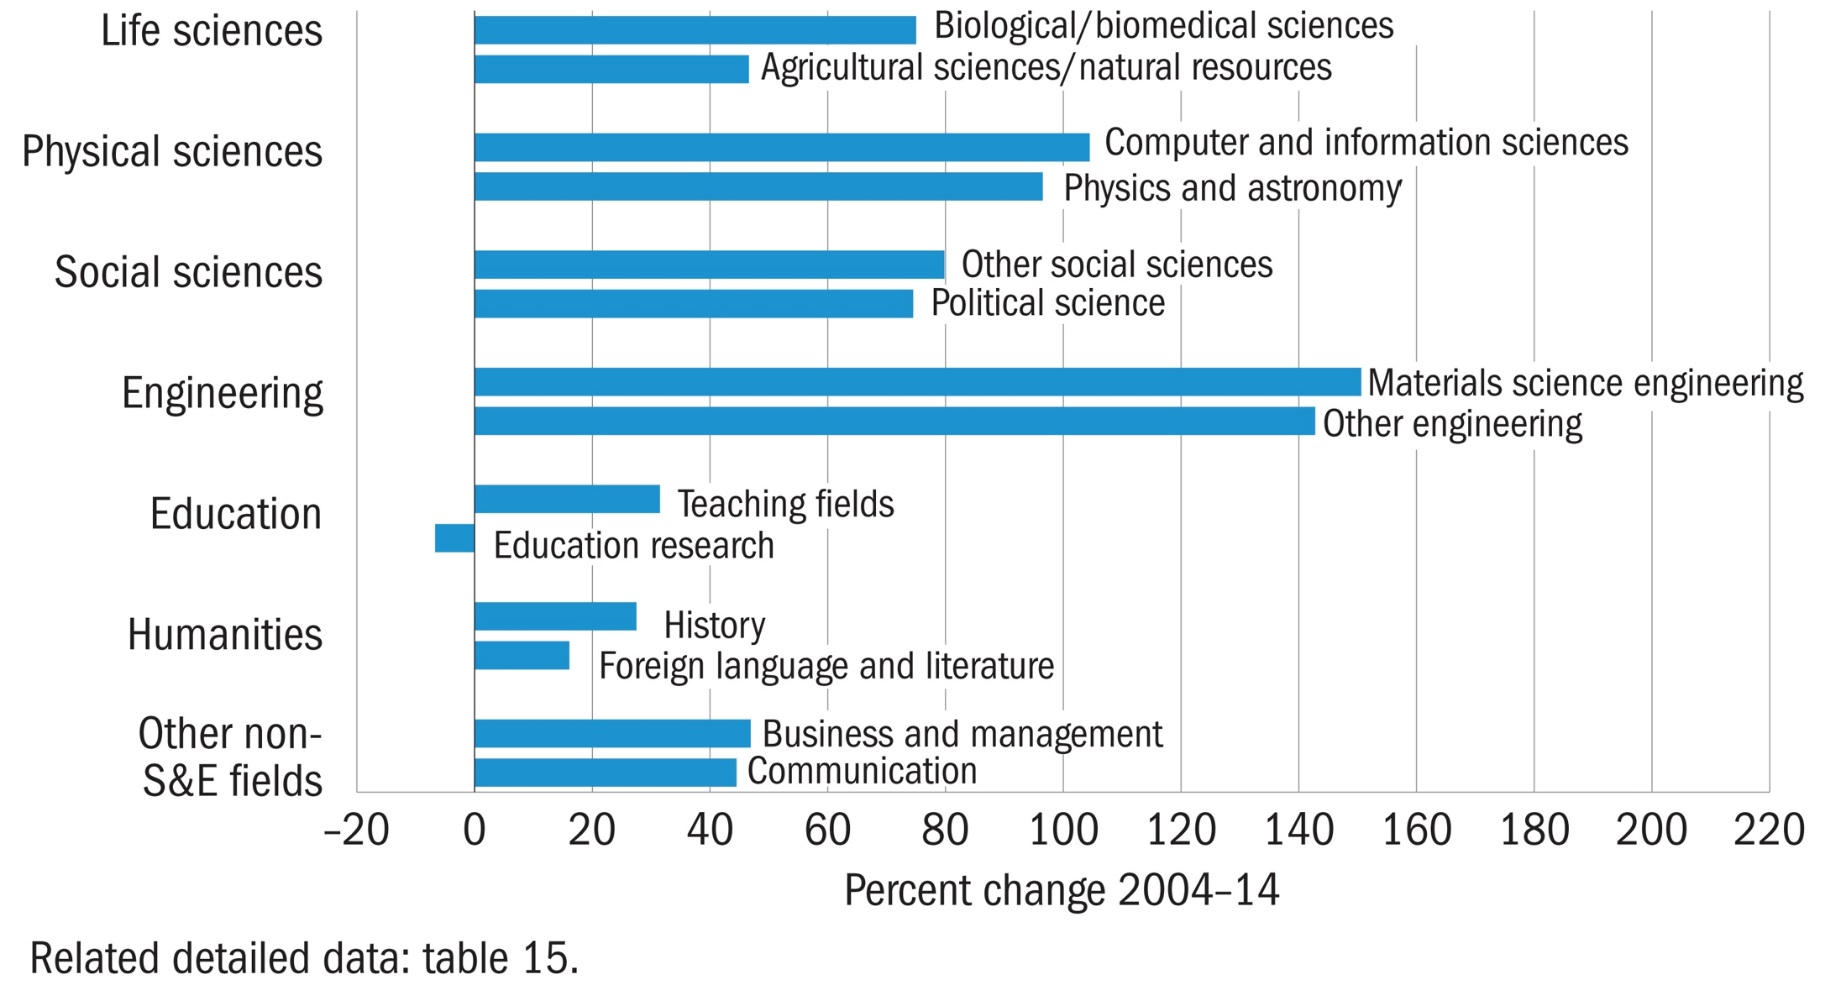 Life sciences
Biological/biomedical sciences
Agricultural sciences/natural resources
Physical sciences
Computer and information sciences
Physics and astronomy
Social sciences
Other social sciences
Political science
Engineering
Materials science engineering
Other engineering
Education
Teaching fields
Education research
Humanities
History
Foreign language and literature
Other non-
S&E fields
Business and management
Communication
–20 0 20 40 60 80 100 120 140 160 180 200 220
Percent change 2004–14
Related detailed data: table 15.